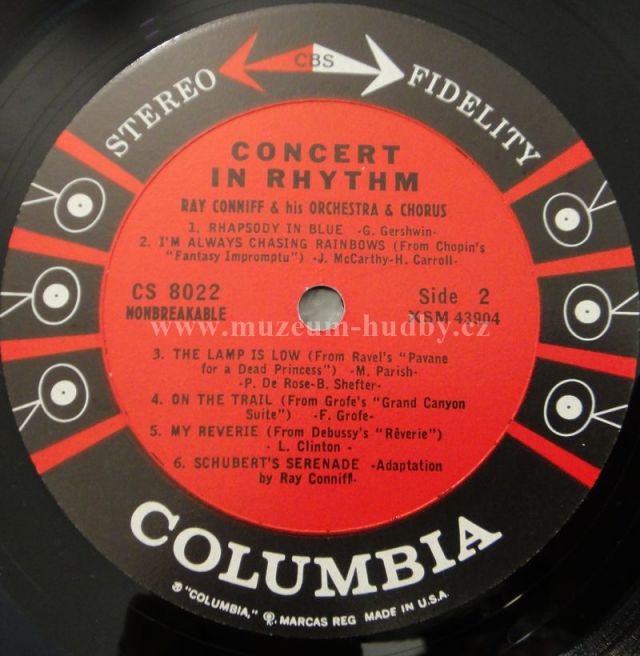 STEREO CBS FIDELITY
CONCERT
IN RHYTHM
RAY CONNIFF & his ORCHESTRA & CHORUS
1. RHAPSODY IN BLUE -G. Gershwin-
2. I'M ALWAYS CHASING RAINBOWS (From Chopin's
"Fantasy Impromptu") -J. McCarthy-H. Carroll-
CS 8022
NONBREAKABLE
Side 2
XSM 43904
www.muzeum-hudby.cz
3. THE LAMP IS LOW (From Ravel's "Pavane
for a Dead Princess") -M. Parish-
-P. De Rose-B. Shefter-
4. ON THE TRAIL (From Grofe's "Grand Canyon
Suite") -F. Grofe-
5. MY REVERIE (From Debussy's "Rêverie")
-L. Clinton -
6. SCHUBERT'S SERENADE -Adaptation
by Ray Conniff-
COLUMBIA
"COLUMBIA," MARCAS REG MADE IN U.S.A.